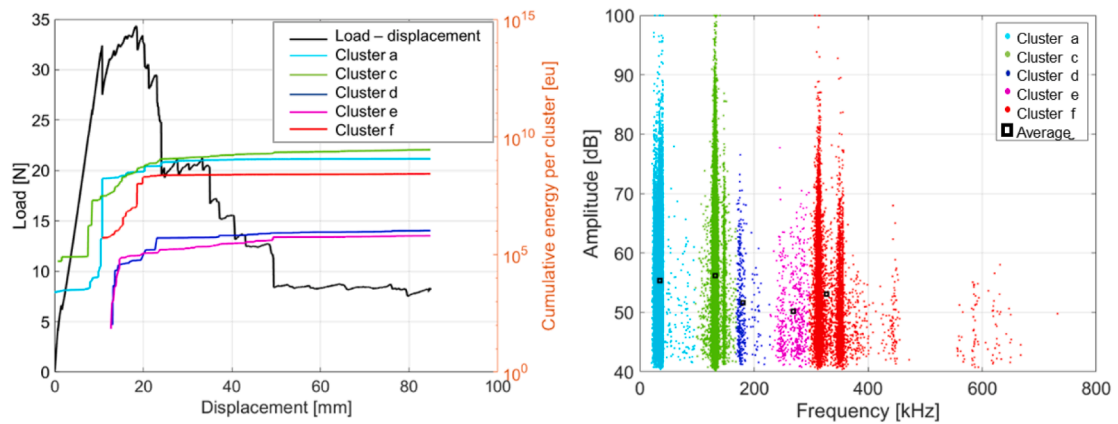 35
30
25
20
15
10
5
0
Load [N]
0
20
40
60
80
100
Displacement [mm]
Load – displacement
Cluster a
Cluster c
Cluster d
Cluster e
Cluster f
10^15
10^10
10^5
10^0
Cumulative energy per cluster [eu]
100
90
80
70
60
50
40
Amplitude [dB]
0
200
400
600
800
Frequency [kHz]
Cluster a
Cluster c
Cluster d
Cluster e
Cluster f
Average